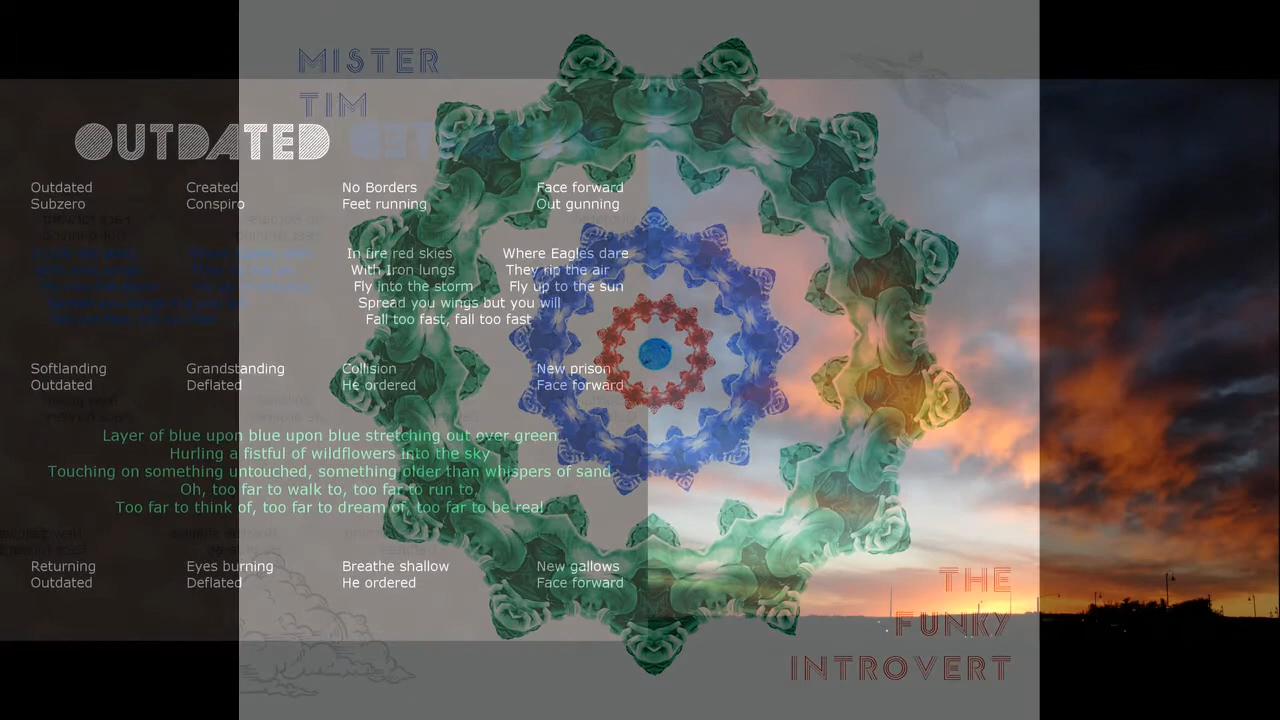 MISTER
TIM
OUTDATED
Outdated Created No Borders Face forward
Subzero Conspiro Feet running Out gunning
In fire red skies Where Eagles dare
With Iron lungs They rip the air
Fly into the storm Fly up to the sun
Spread you wings but you will
Fall too fast, fall too fast
Softlanding Grandstanding Collision New prison
Outdated Deflated He ordered Face forward
Layer of blue upon blue upon blue stretching out over green
Hurling a fistful of wildflowers into the sky
Touching on something untouched, something older than whispers of sand
Oh, too far to walk to, too far to run to,
Too far to think of, too far to dream of, too far to be real
Returning Eyes burning Breathe shallow New gallows
Outdated Deflated He ordered Face forward
THE
FUNKY
INTROVERT